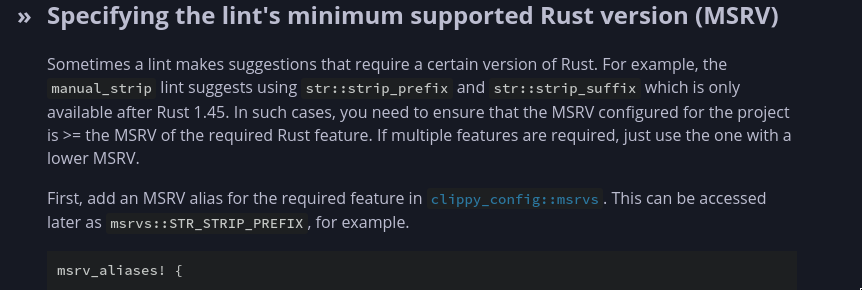 » Specifying the lint's minimum supported Rust version (MSRV)
Sometimes a lint makes suggestions that require a certain version of Rust. For example, the
manual_strip lint suggests using str::strip_prefix and str::strip_suffix which is only
available after Rust 1.45. In such cases, you need to ensure that the MSRV configured for the project
is >= the MSRV of the required Rust feature. If multiple features are required, just use the one with a
lower MSRV.
First, add an MSRV alias for the required feature in clippy_config::msrvs. This can be accessed
later as msrvs::STR_STRIP_PREFIX, for example.
msrv_aliases! {